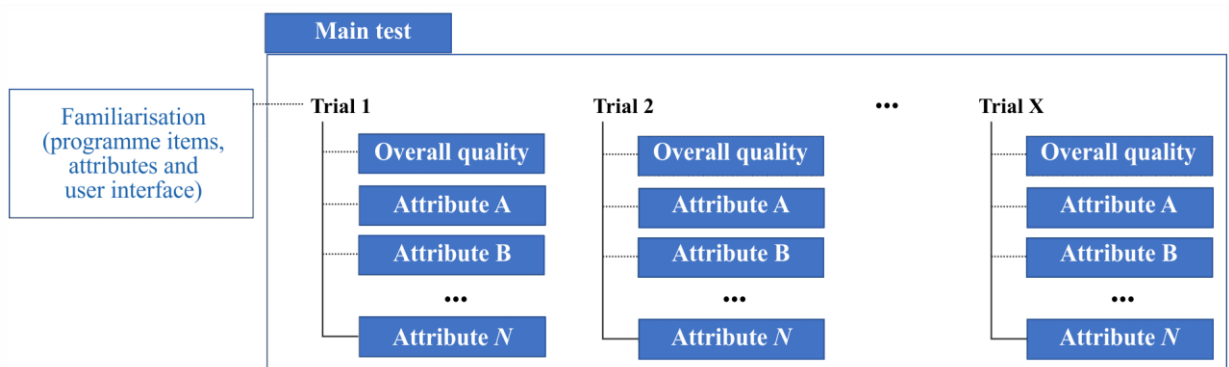 Main test
Familiarisation
(programme items,
attributes and
user interface)
Trial 1
Overall quality
Attribute A
Attribute B
...
Attribute N
Trial 2
Overall quality
Attribute A
Attribute B
...
Attribute N
...
Trial X
Overall quality
Attribute A
Attribute B
...
Attribute N